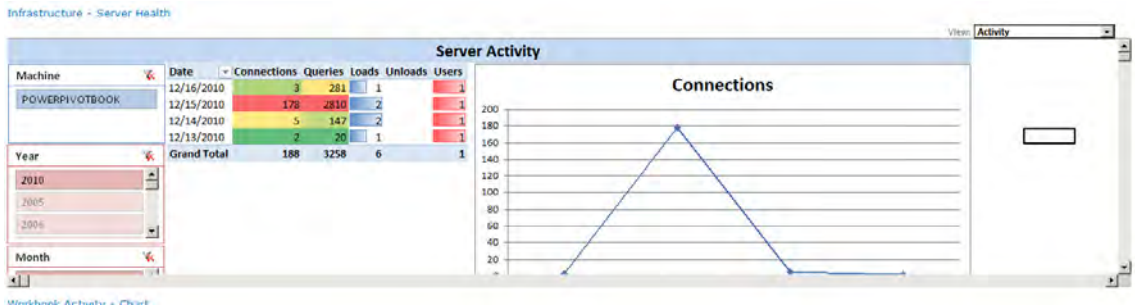 Infrastructure - Server Health
View: Activity
Server Activity
Machine
POWERPIVOTBOOK
Year
2010
2005
2006
Month
Date Connections Queries Loads Unloads Users
12/16/2010 3 281 1 1
12/15/2010 178 2810 2 1
12/14/2010 5 147 2 1
12/13/2010 2 20 1 1
Grand Total 188 3258 6 1
Connections
200
180
160
140
120
100
80
60
40
20
Workbook Activity - Chart